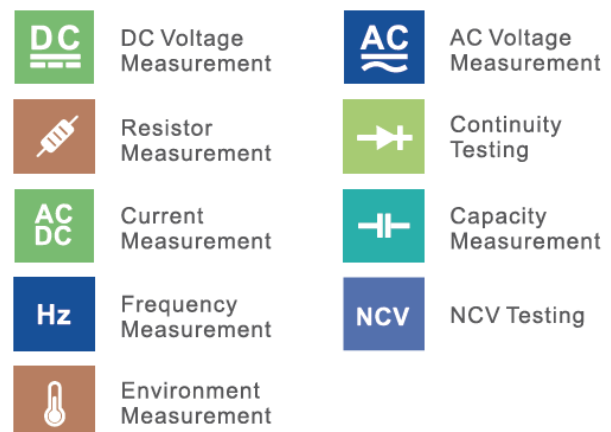 DC
DC Voltage
Measurement
AC
AC Voltage
Measurement
Resistor
Measurement
Continuity
Testing
AC
DC
Current
Measurement
Capacity
Measurement
Hz
Frequency
Measurement
NCV
NCV Testing
Environment
Measurement